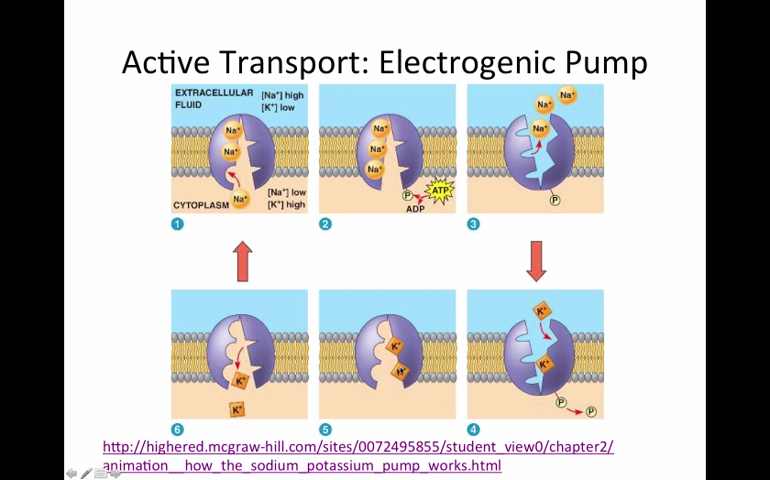 Active Transport: Electrogenic Pump
EXTRACELLULAR
FLUID
[Na⁺] high
[K⁺] low
Na⁺
Na⁺
Na⁺
CYTOPLASM
[Na⁺] low
[K⁺] high
1
Na⁺
Na⁺
Na⁺
P
ATP
ADP
2
Na⁺
Na⁺
Na⁺
P
3
K⁺
K⁺
6
K⁺
K⁺
5
K⁺
K⁺
P
P
4
http://highered.mcgraw-hill.com/sites/0072495855/student_view0/chapter2/
animation__how_the_sodium_potassium_pump_works.html